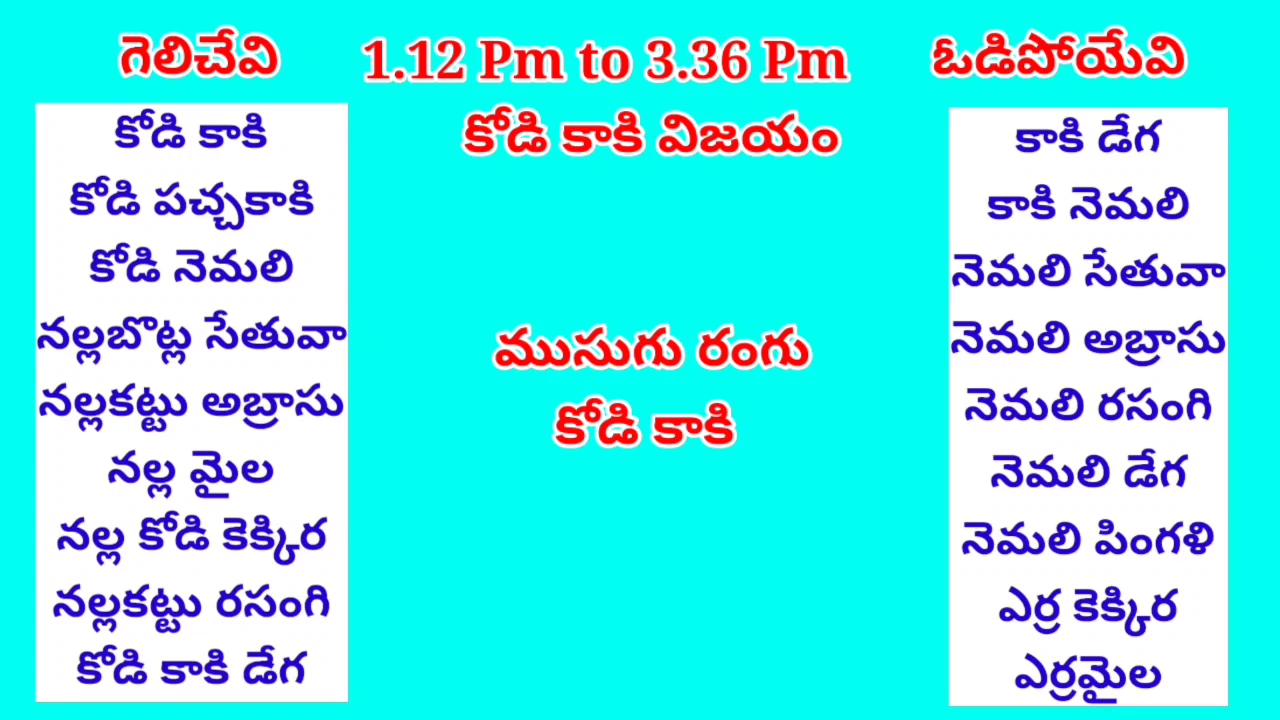 గెలిచేవి
కోడి కాకి
కోడి పచ్చకాకి
కోడి నెమలి
నల్లబొట్ల సేతువా
నల్లకట్టు అబ్రాసు
నల్ల మైల
నల్ల కోడి కెక్కిర
నల్లకట్టు రసంగి
కోడి కాకి డేగ
1.12 Pm to 3.36 Pm
కోడి కాకి విజయం
ముసుగు రంగు
కోడి కాకి
ఓడిపోయేవి
కాకి డేగ
కాకి నెమలి
నెమలి సేతువా
నెమలి అబ్రాసు
నెమలి రసంగి
నెమలి డేగ
నెమలి పింగళి
ఎర్ర కెక్కిర
ఎర్రమైల